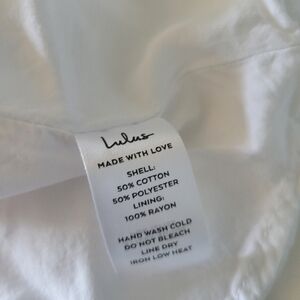 Lulus
MADE WITH LOVE
SHELL:
50% COTTON
50% POLYESTER
LINING:
100% RAYON
HAND WASH COLD
DO NOT BLEACH
LINE DRY
IRON LOW HEAT